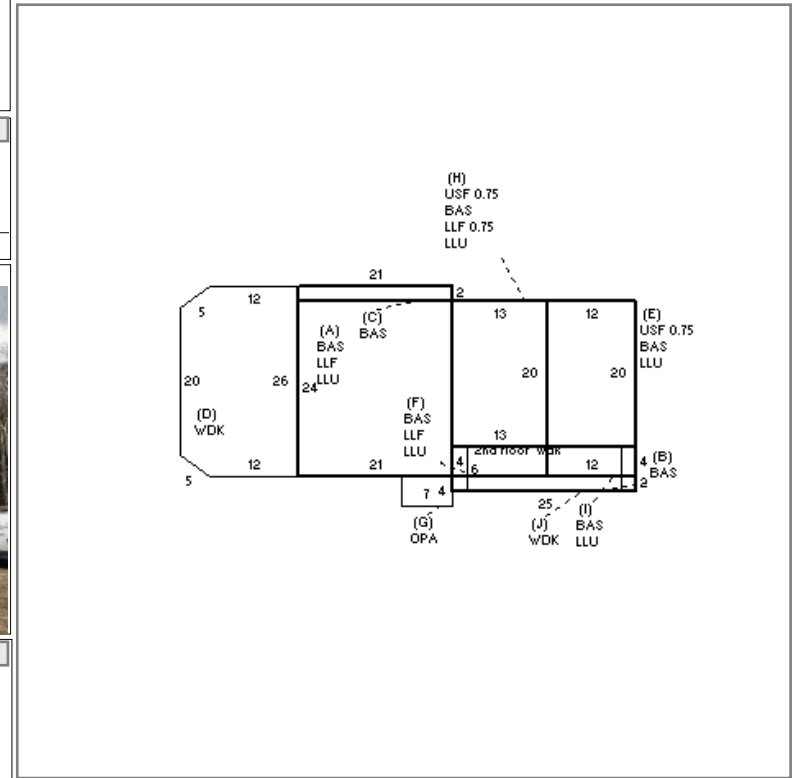 (H)
USF 0.75
BAS
LLF 0.75
LLU
21
2
12
5
(C)
BAS
13
12
(E)
USF 0.75
BAS
LLU
(A)
BAS
LLF
LLU
20
26
24
20
20
(D)
WDK
(F)
BAS
LLF
LLU
13
2nd floor wdk
12
21
4
6
12
4
(B)
BAS
5
7
4
2
25
(G)
OPA
(J)
WDK
(I)
BAS
LLU